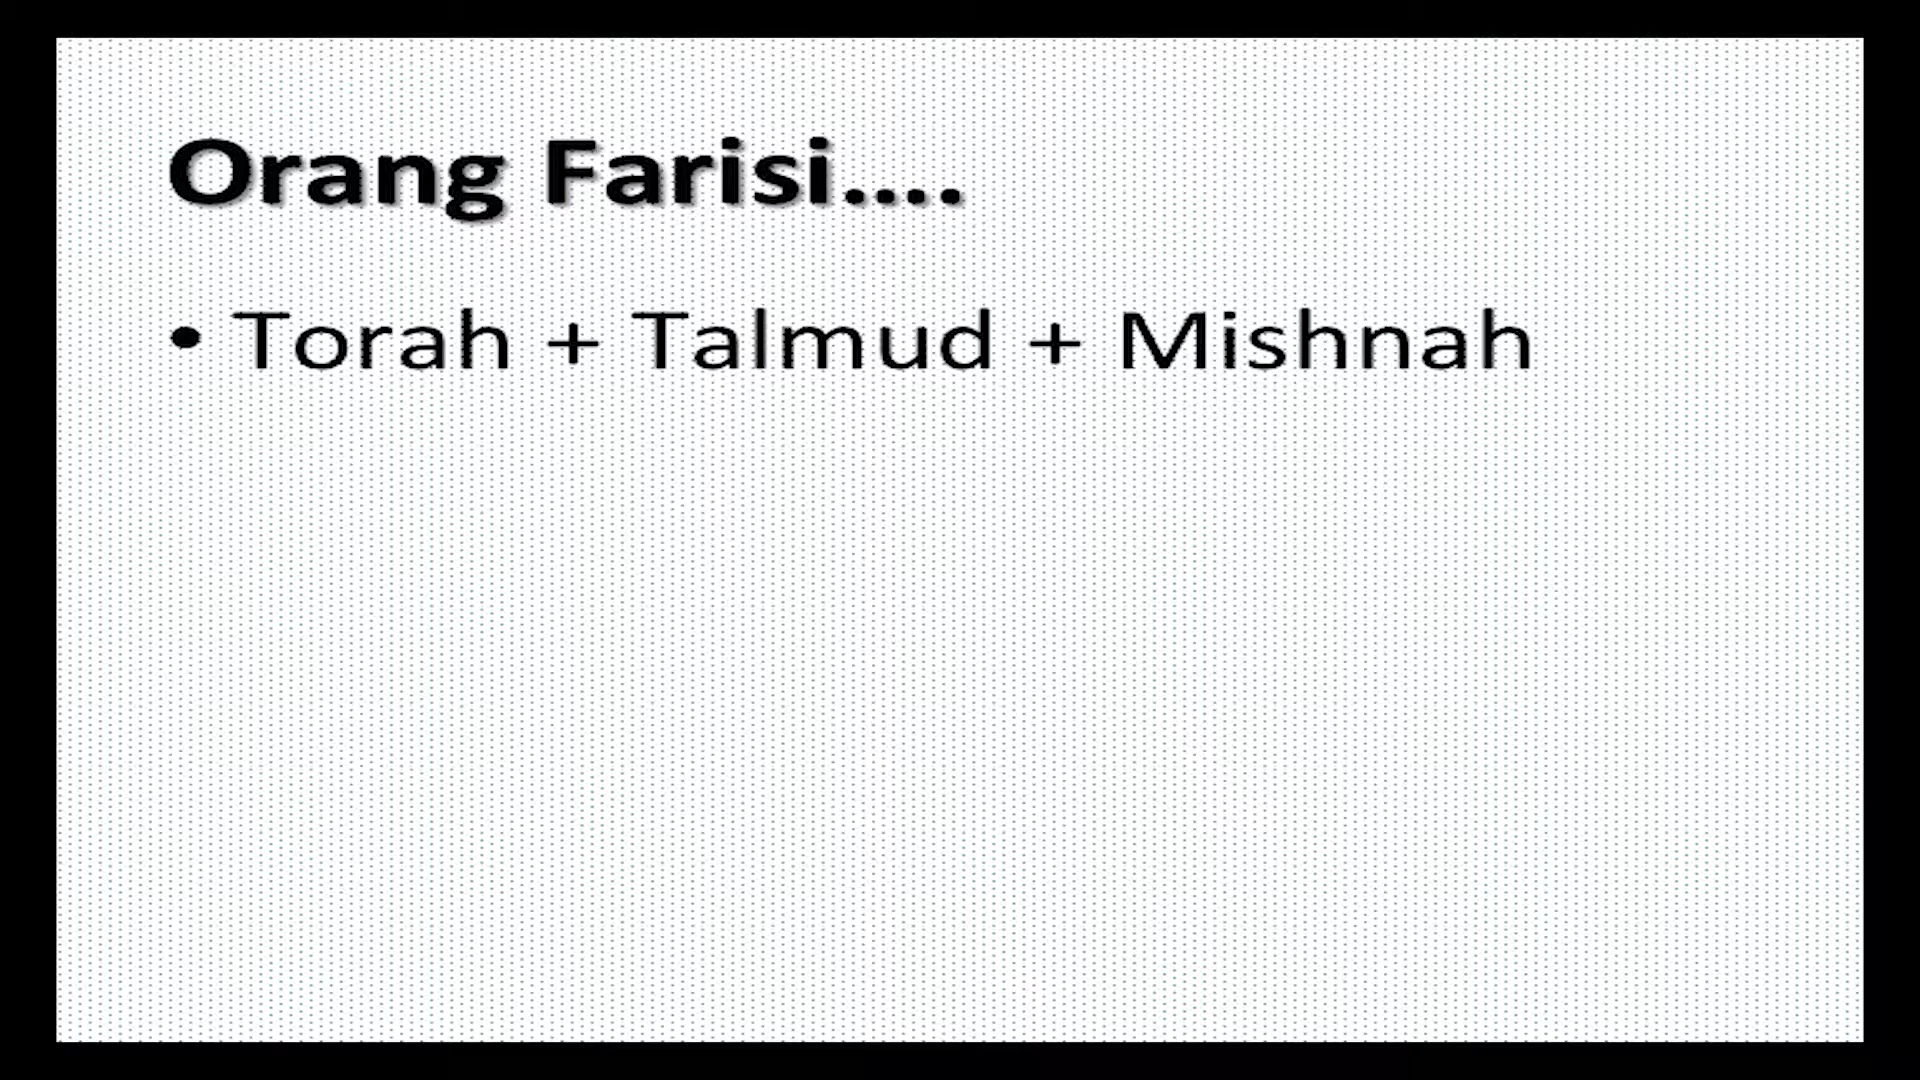 Orang Farisi....
• Torah + Talmud + Mishnah